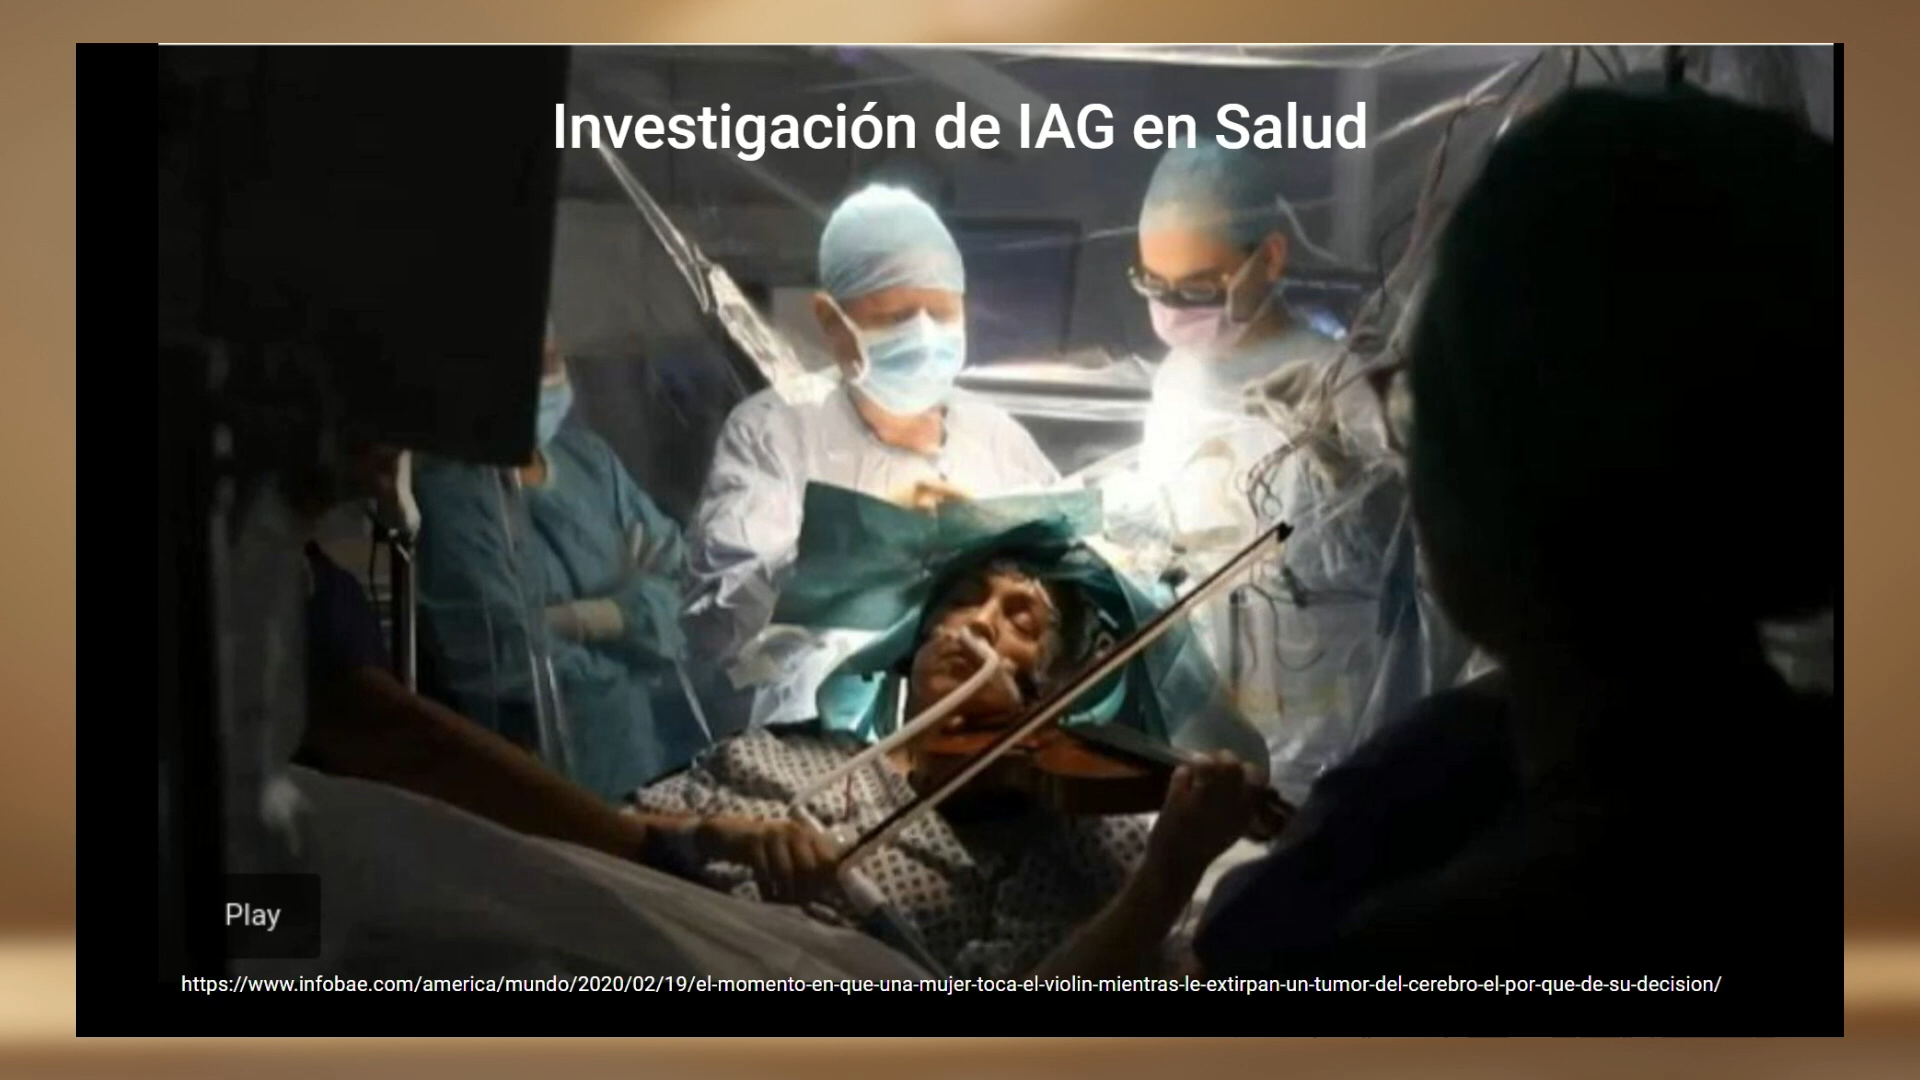 Investigación de IAG en Salud
Play
https://www.infobae.com/america/mundo/2020/02/19/el-momento-en-que-una-mujer-toca-el-violin-mientras-le-extirpan-un-tumor-del-cerebro-el-por-que-de-su-decision/